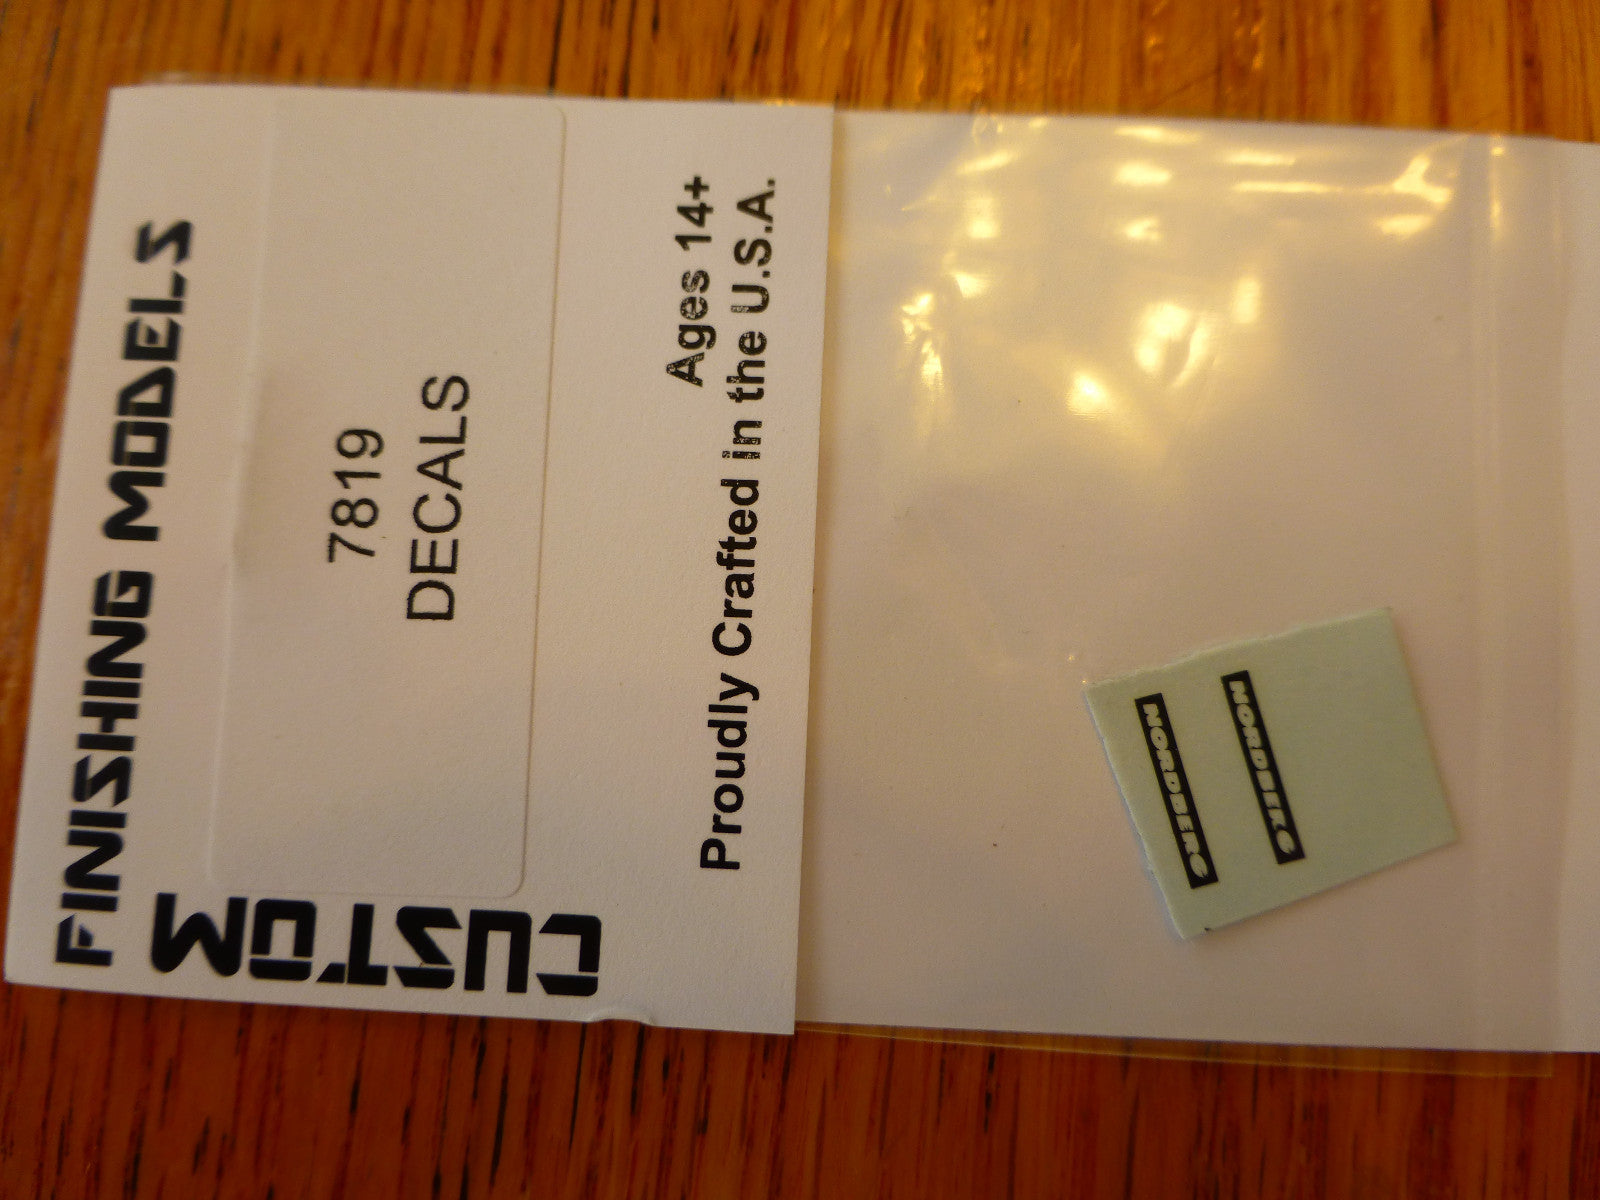 CUSTOM
FINISHING MODELS
7819
DECALS
Ages 14+
Proudly Crafted in the U.S.A.
NORDBERG
NORDBERG